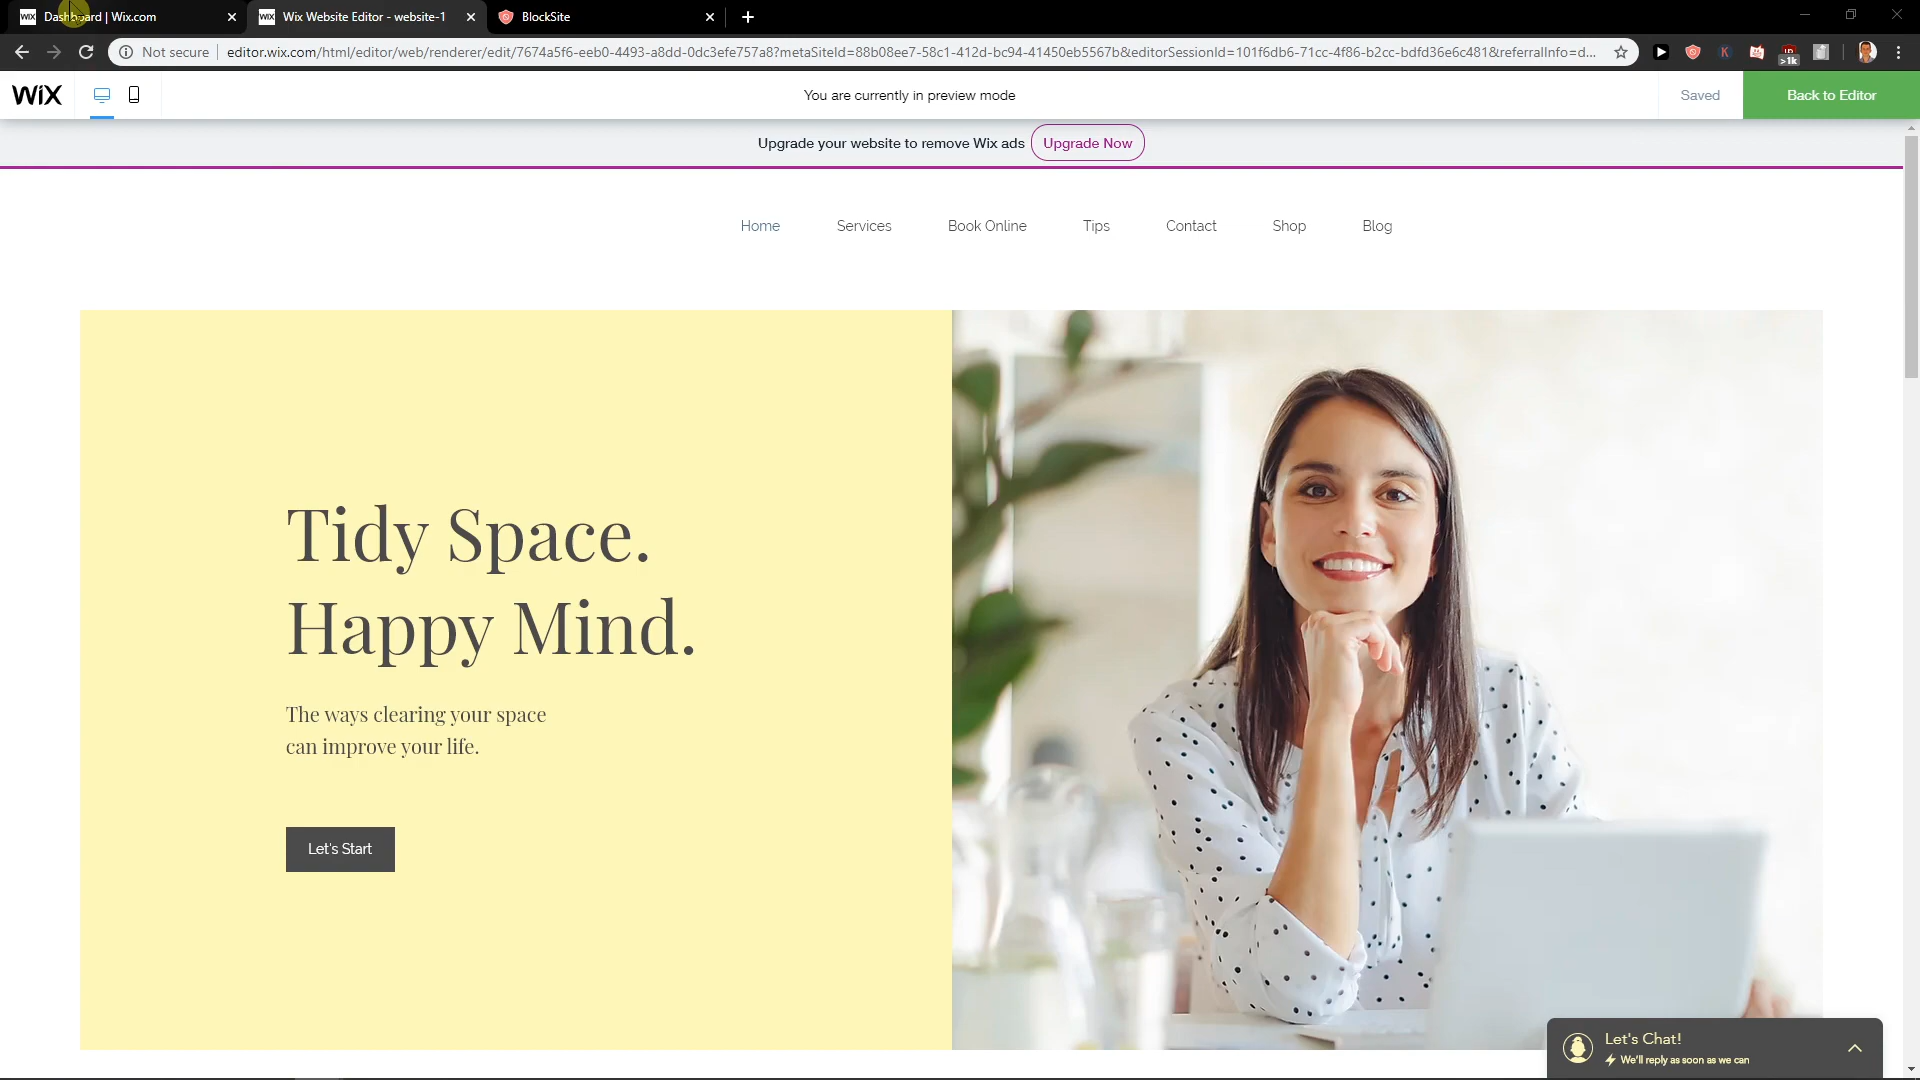 WIX Dashboard | Wix.com
WIX Wix Website Editor - website-1
BlockSite
Not secure
editor.wix.com/html/editor/web/renderer/edit/7674a5f6-eeb0-4493-a8dd-0dc3efe757a8?metaSiteId=88b08ee7-58c1-412d-bc94-41450eb5567b&editorSessionId=101f6db6-71cc-4f86-b2cc-bdfd36e6c481&referralInfo=d...
K
>1k
WiX
You are currently in preview mode
Saved
Back to Editor
Upgrade your website to remove Wix ads
Upgrade Now
Home
Services
Book Online
Tips
Contact
Shop
Blog
Tidy Space.
Happy Mind.
The ways clearing your space
can improve your life.
Let's Start
Let's Chat!
We'll reply as soon as we can